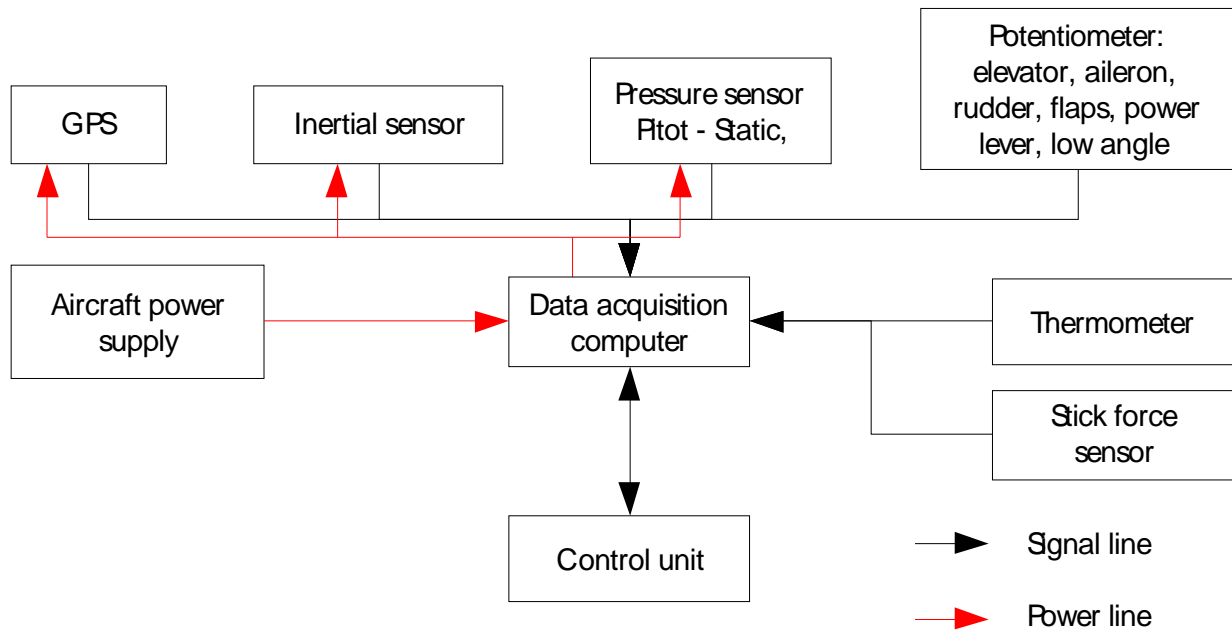 GPS
Inertial sensor
Pressure sensor
Pitot - Static,
Potentiometer:
elevator, aileron,
rudder, flaps, power
lever, low angle
Aircraft power
supply
Data acquisition
computer
Thermometer
Stick force
sensor
Control unit
Signal line
Power line